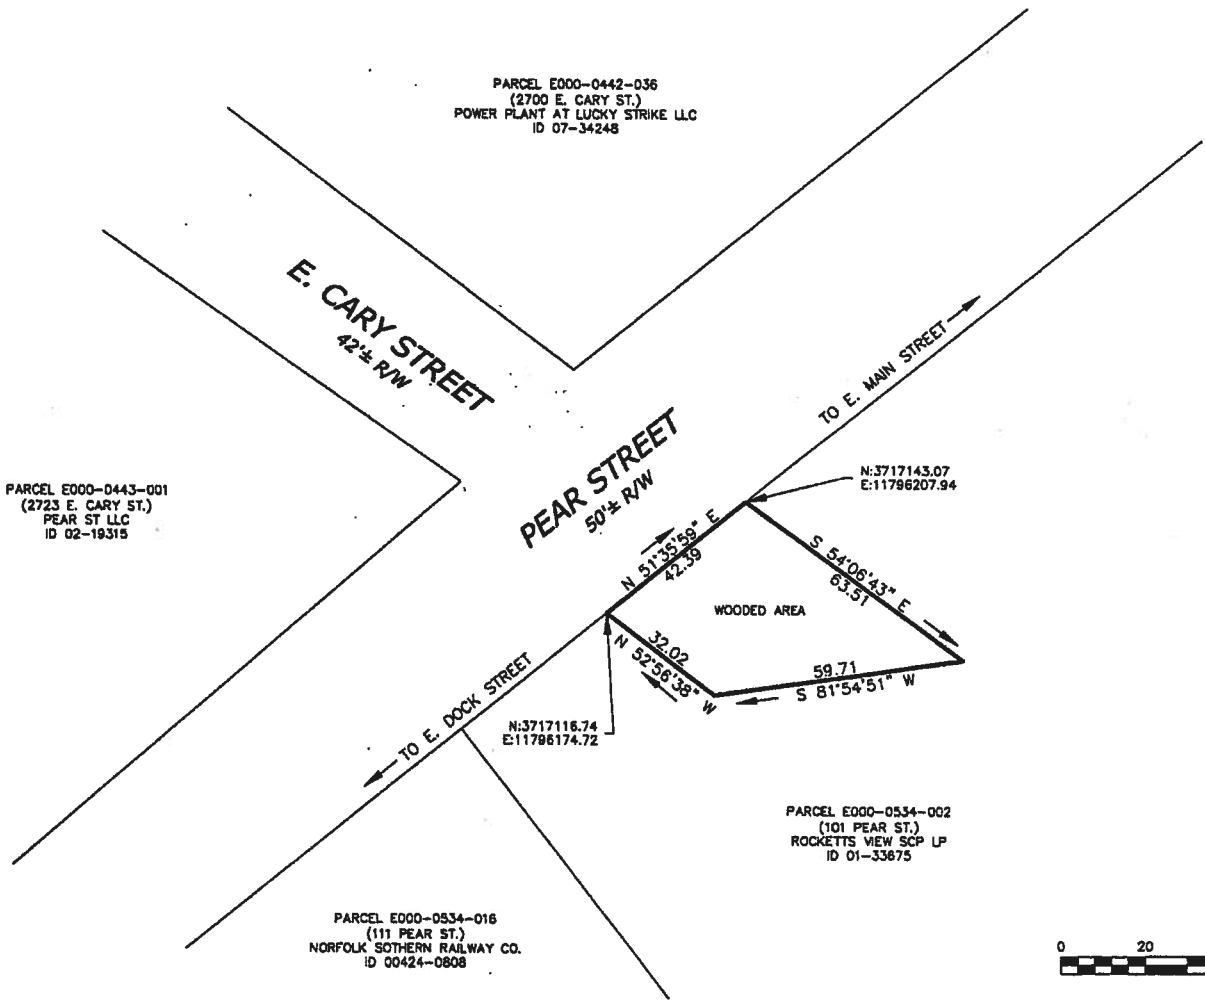 PARCEL E000-0442-036
(2700 E. CARY ST.)
POWER PLANT AT LUCKY STRIKE LLC
ID 07-34248
E. CARY STREET
42'± R/W
TO E. MAIN STREET
PARCEL E000-0443-001
(2723 E. CARY ST.)
PEAR ST LLC
ID 02-19315
PEAR STREET
50'± R/W
N:3717143.07
E:11796207.94
N 51°35'59" E
42.39
S 54°06'43" E
63.51
WOODED AREA
32.02
N 52°56'38" W
59.71
S 81°54'51" W
TO E. DOCK STREET
N:3717116.74
E:11796174.72
PARCEL E000-0534-002
(101 PEAR ST.)
ROCKETTS VIEW SCP LP
ID 01-33675
PARCEL E000-0534-016
(111 PEAR ST.)
NORFOLK SOTHERN RAILWAY CO.
ID 00424-0808
0 20